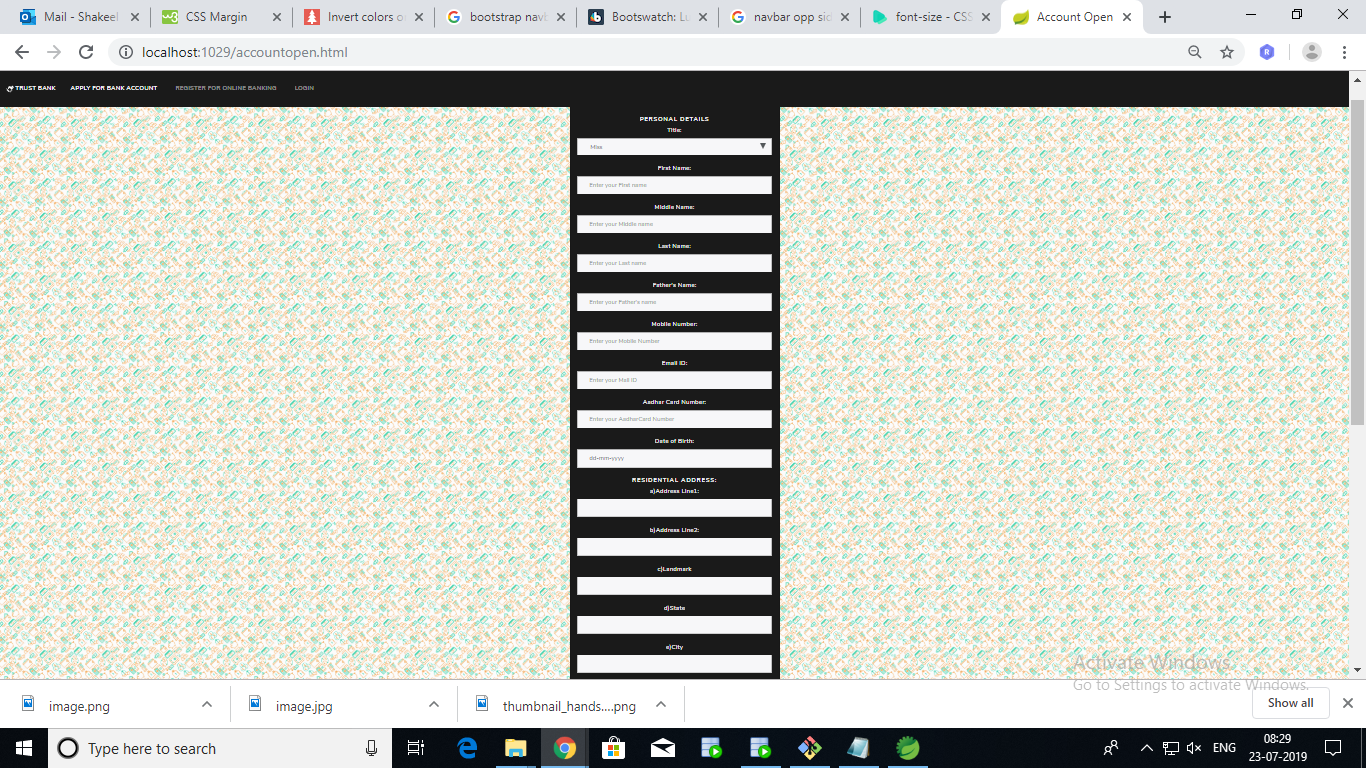 Mail - Shakeel
CSS Margin
Invert colors o
bootstrap navb
Bootswatch: Lu
navbar opp sid
font-size - CSS
Account Open
localhost:1029/accountopen.html
R
TRUST BANK
APPLY FOR BANK ACCOUNT
REGISTER FOR ONLINE BANKING
LOGIN
PERSONAL DETAILS
Title:
Miss
First Name:
Enter your First name
Middle Name:
Enter your Middle name
Last Name:
Enter your Last name
Father's Name:
Enter your Father's name
Mobile Number:
Enter your Mobile Number
Email ID:
Enter your Mail ID
Aadhar Card Number:
Enter your AadharCard Number
Date of Birth:
dd-mm-yyyy
RESIDENTIAL ADDRESS:
a)Address Line1:
b)Address Line2:
c)Landmark
d)State
e)City
Activate Windows
Go to Settings to activate Windows.
image.png
image.jpg
thumbnail_hands....png
Show all
Type here to search
ENG
08:29
23-07-2019